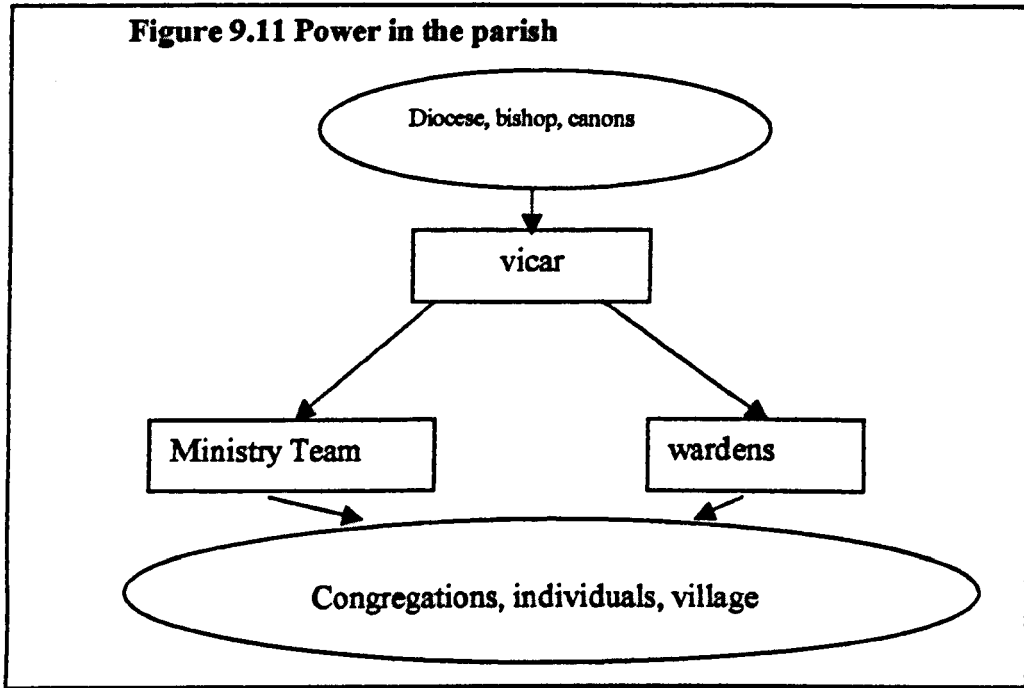 Figure 9.11 Power in the parish
Diocese, bishop, canons
vicar
Ministry Team
wardens
Congregations, individuals, village